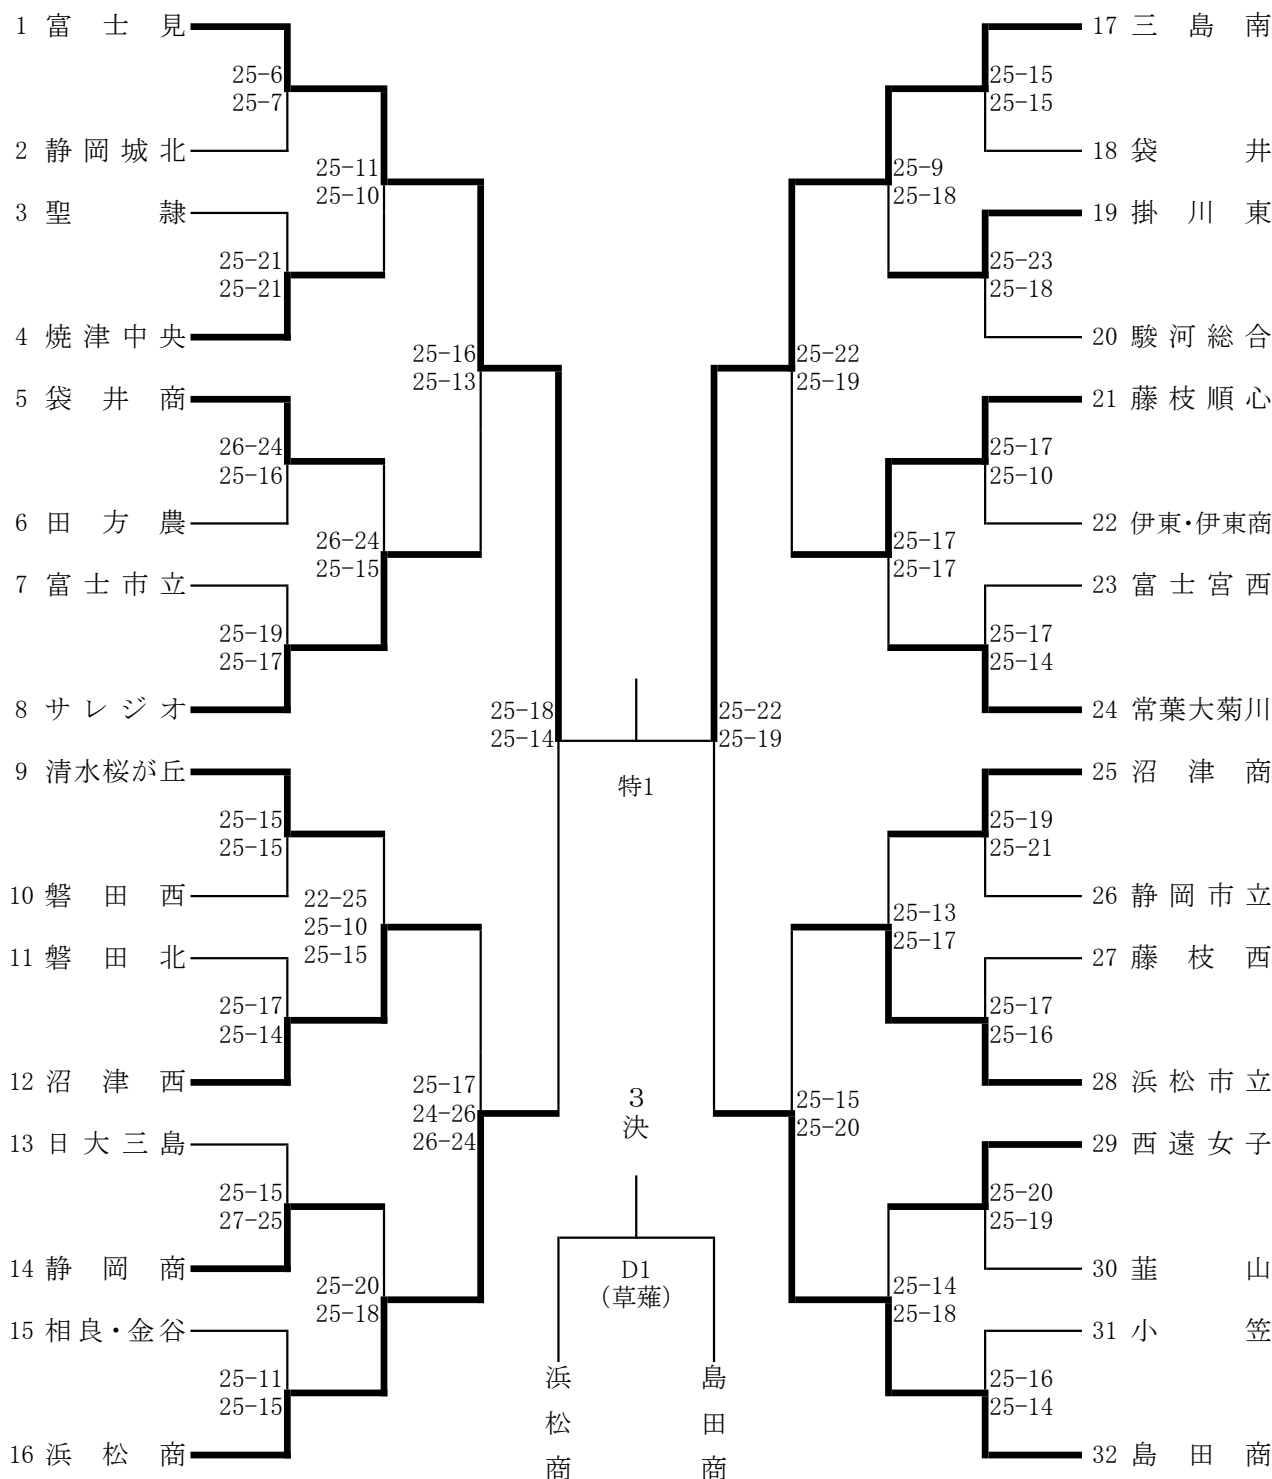 1 富士見
25-6
25-7
2 静岡城北
25-11
25-10
3 聖隷
25-21
25-21
4 焼津中央
25-16
25-13
5 袋井商
26-24
25-16
6 田方農
26-24
25-15
7 富士市立
25-19
25-17
8 サレジオ
25-18
25-14
9 清水桜が丘
25-15
25-15
10 磐田西
22-25
25-10
25-15
11 磐田北
25-17
25-14
12 沼津西
25-17
24-26
26-24
13 日大三島
25-15
27-25
14 静岡商
25-20
25-18
15 相良・金谷
25-11
25-15
16 浜松商
特1
3
決
D1
(草薙)
浜松商
島田商
17 三島南
25-15
25-15
18 袋井
25-9
25-18
19 掛川東
25-23
25-18
20 駿河総合
25-22
25-19
21 藤枝順心
25-17
25-10
22 伊東・伊東商
25-17
25-17
23 富士宮西
25-17
25-14
24 常葉大菊川
25-22
25-19
25 沼津商
25-19
25-21
26 静岡市立
25-13
25-17
27 藤枝西
25-17
25-16
28 浜松市立
25-15
25-20
29 西遠女子
25-20
25-19
30 韮山
25-14
25-18
31 小笠
25-16
25-14
32 島田商